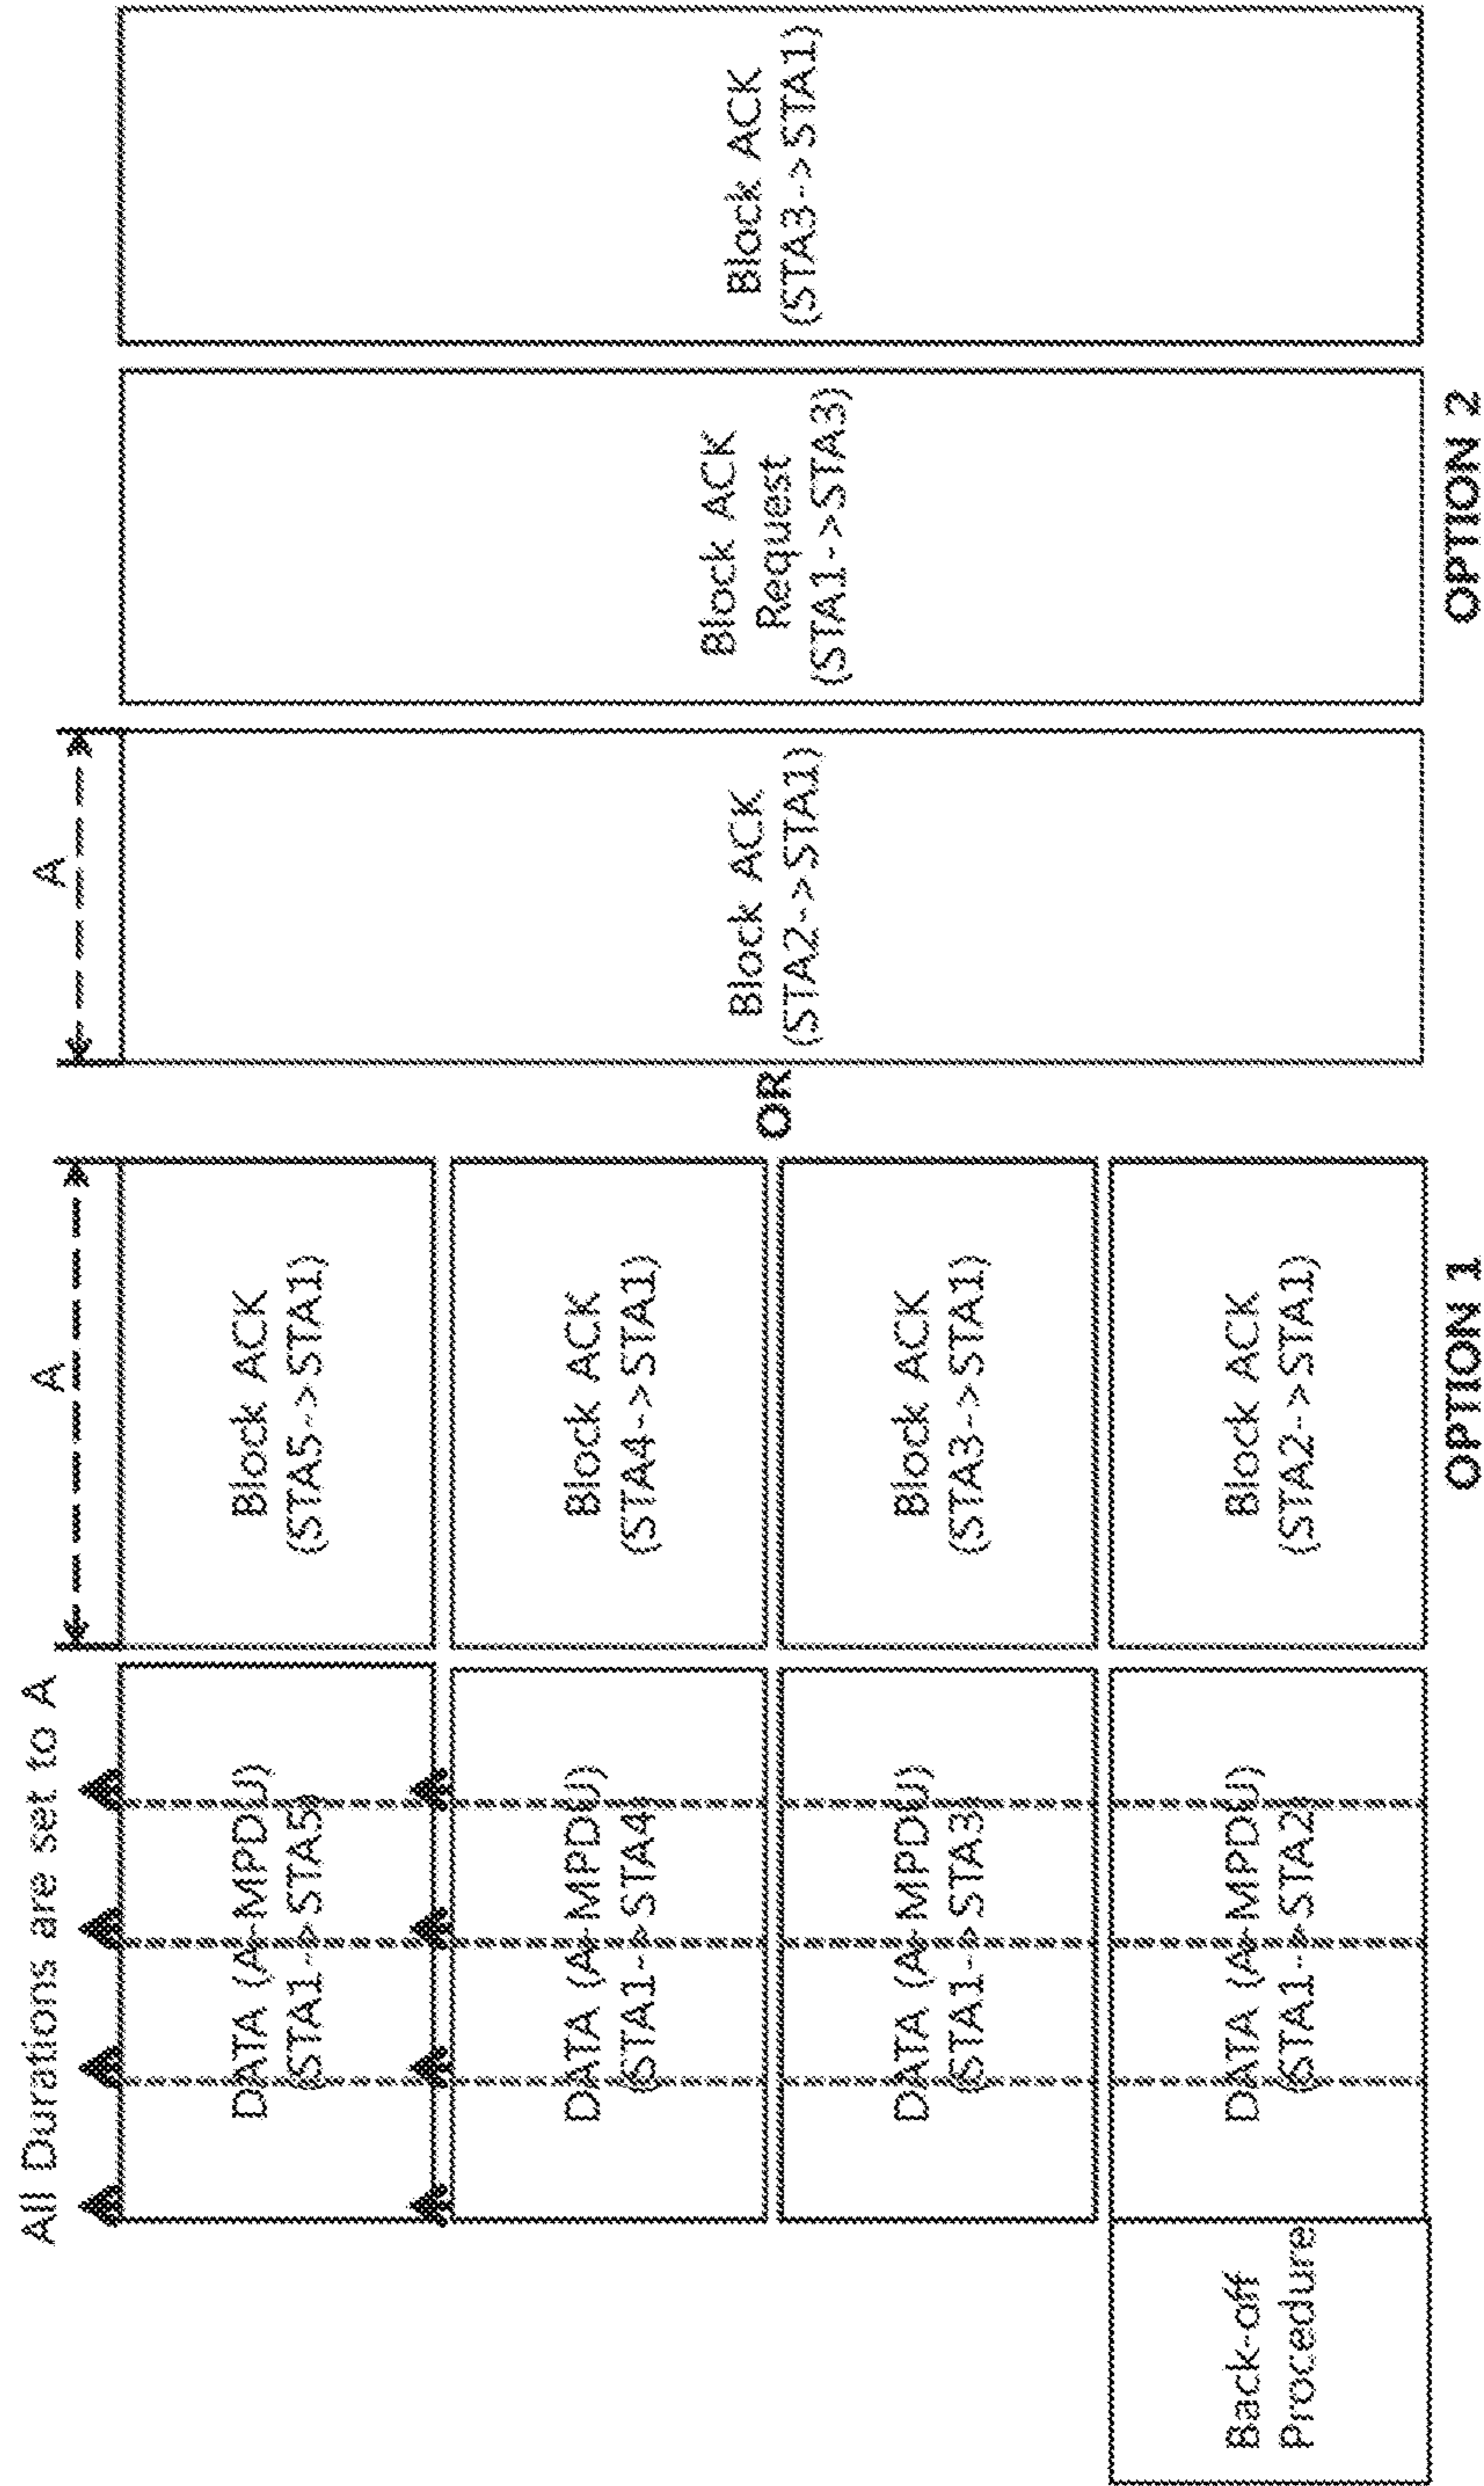 All Durations are set to A
A
A
DATA (A-MPDU)
(STA1->STA5)
Block ACK
(STA5->STA1)
DATA (A-MPDU)
(STA1->STA4)
Block ACK
(STA4->STA1)
DATA (A-MPDU)
(STA1->STA3)
Block ACK
(STA3->STA1)
Back-off
Procedure
DATA (A-MPDU)
(STA1->STA2)
Block ACK
(STA2->STA1)
OR
Block ACK
(STA2->STA1)
Block ACK
Request
(STA1->STA3)
Block ACK
(STA3->STA1)
OPTION 1
OPTION 2